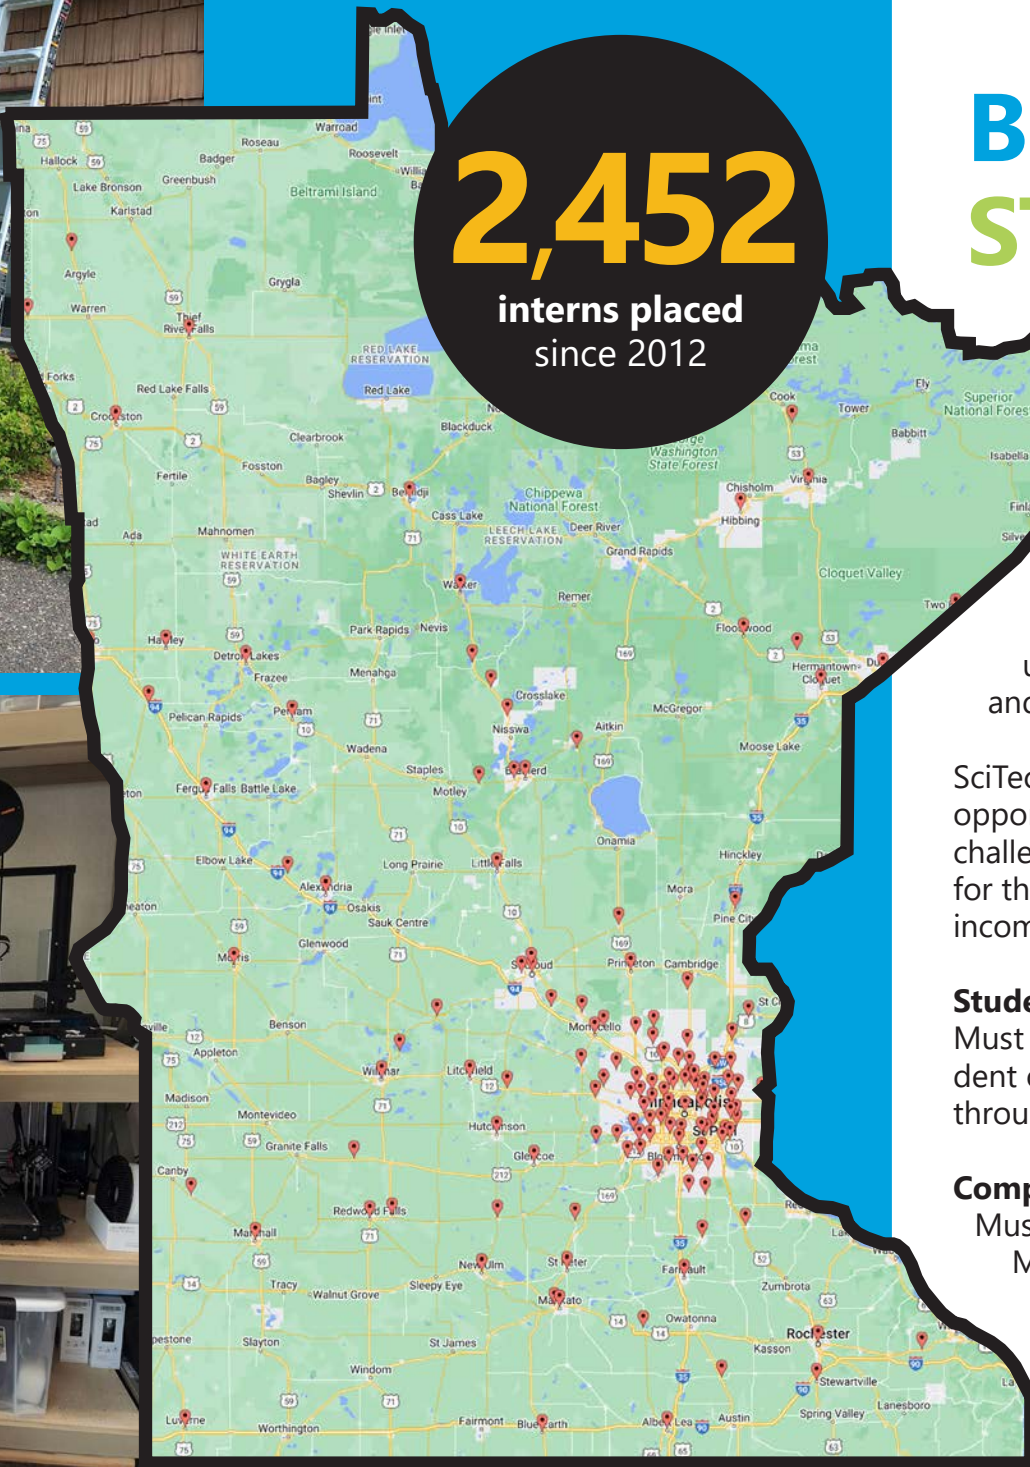 2,452
interns placed
since 2012
B
ST
and
SciTec
oppo
challe
for th
incom
Stude
Must
dent
throu
Comp
Mus
M
Warroad
Roseau
Roosevelt
Badger
Hallock
Greenbush
Lake Bronson
Beltrami Island
Karlstad
Argyle
Grygla
Warren
Thief
River Falls
RED LAKE
RESERVATION
Forks
Red Lake Falls
Red Lake
Cook
Ely
Tower
Superior
National Fores
Crookston
Blackduck
Babbitt
Clearbrook
Washington
State Forest
Isabella
Fosston
Fertile
Bagley
Shevlin
Bemidji
Chippewa
National Forest
Chisholm
Virginia
Cass Lake
Hibbing
Ada
Mahnomen
LEECH LAKE
RESERVATION
Deer River
WHITE EARTH
RESERVATION
Grand Rapids
Walker
Cloquet Valley
Remer
Two
Hawley
Park Rapids
Nevis
Floodwood
Detroit Lakes
Frazee
Menahga
Hermantown
Cloquet
Crosslake
Pelican Rapids
Perham
McGregor
Nisswa
Aitkin
Wadena
Moose Lake
Staples
Brainerd
Fergus Falls
Battle Lake
Motley
Onamia
Elbow Lake
Long Prairie
Little Falls
Hinckley
Alexandria
Osakis
Mora
Sauk Centre
Pine City
Glenwood
Morris
St Cloud
Princeton
Cambridge
Monticello
Benson
Appleton
Willmar
Litchfield
Madison
Minneapolis
Montevideo
Hutchinson
Granite Falls
Glencoe
Canby
Redwood Falls
Marshall
New Ulm
St Peter
Faribault
Tracy
Walnut Grove
Sleepy Eye
Mankato
Zumbrota
Owatonna
Slayton
St James
Rochester
Kasson
Windom
Stewartville
Lanesboro
Luverne
Worthington
Fairmont
Blue Earth
Albert Lea
Austin
Spring Valley